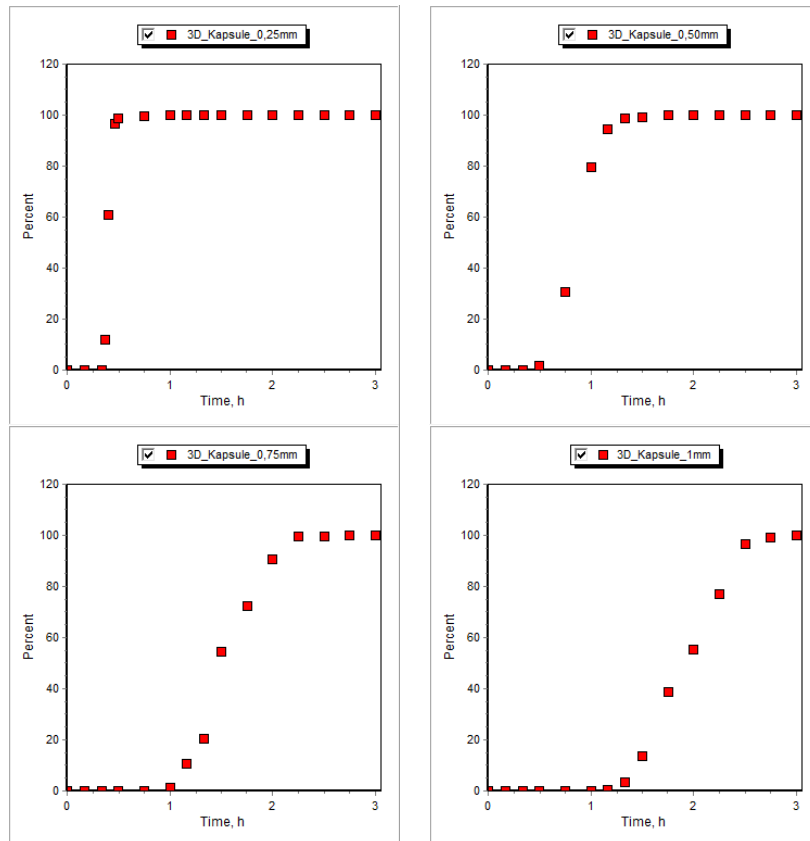 3D_Kapsule_0,25mm
120
100
80
60
40
20
0
Percent
0 1 2 3
Time, h
3D_Kapsule_0,50mm
120
100
80
60
40
20
0
Percent
0 1 2 3
Time, h
3D_Kapsule_0,75mm
120
100
80
60
40
20
0
Percent
0 1 2 3
Time, h
3D_Kapsule_1mm
120
100
80
60
40
20
0
Percent
0 1 2 3
Time, h